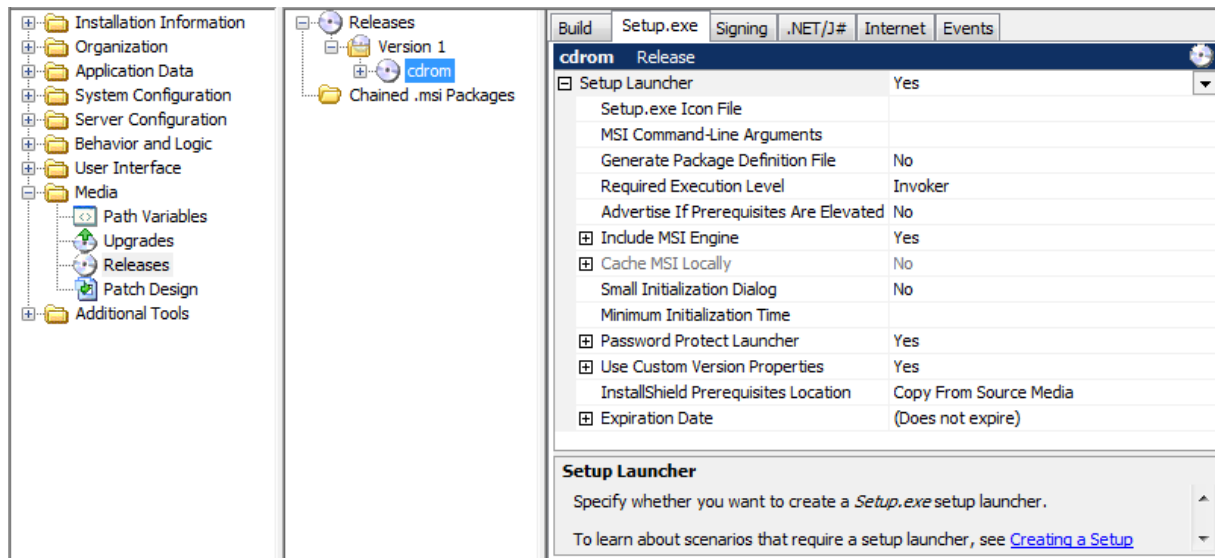 Installation Information
Organization
Application Data
System Configuration
Server Configuration
Behavior and Logic
User Interface
Media
Path Variables
Upgrades
Releases
Patch Design
Additional Tools
Releases
Version 1
cdrom
Chained .msi Packages
Build Setup.exe Signing .NET/J# Internet Events
cdrom Release
Setup Launcher Yes
Setup.exe Icon File
MSI Command-Line Arguments
Generate Package Definition File No
Required Execution Level Invoker
Advertise If Prerequisites Are Elevated No
Include MSI Engine Yes
Cache MSI Locally No
Small Initialization Dialog No
Minimum Initialization Time
Password Protect Launcher Yes
Use Custom Version Properties Yes
InstallShield Prerequisites Location Copy From Source Media
Expiration Date (Does not expire)
Setup Launcher
Specify whether you want to create a Setup.exe setup launcher.
To learn about scenarios that require a setup launcher, see Creating a Setup